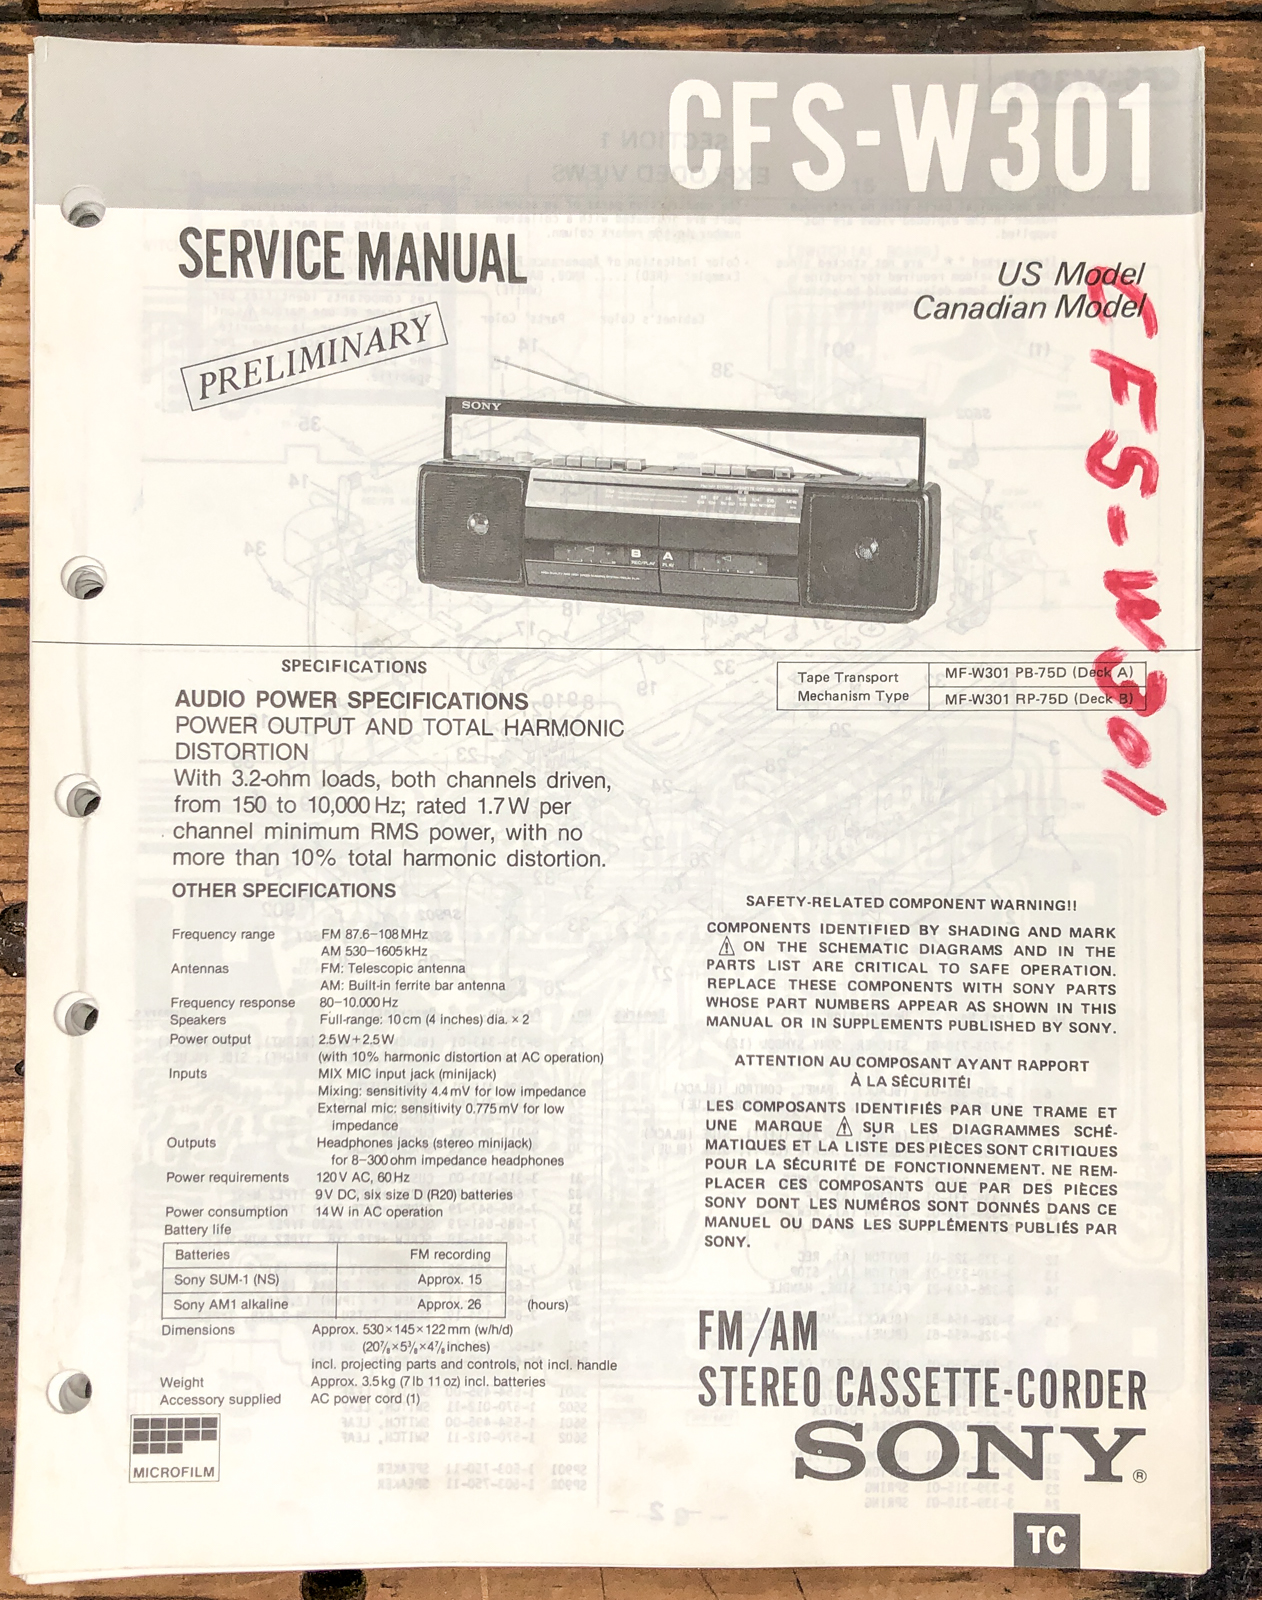 CFS-W301
SERVICE MANUAL
US Model
Canadian Model
PRELIMINARY
CFS-W301
SONY
B
REC/PLAY
A
PLAY
SPECIFICATIONS
AUDIO POWER SPECIFICATIONS
POWER OUTPUT AND TOTAL HARMONIC
DISTORTION
With 3.2-ohm loads, both channels driven,
from 150 to 10,000 Hz; rated 1.7 W per
channel minimum RMS power, with no
more than 10% total harmonic distortion.
OTHER SPECIFICATIONS
Frequency range FM 87.6–108 MHz
AM 530–1605 kHz
Antennas FM: Telescopic antenna
AM: Built-in ferrite bar antenna
Frequency response 80–10.000 Hz
Speakers Full-range: 10 cm (4 inches) dia. × 2
Power output 2.5 W + 2.5 W
(with 10% harmonic distortion at AC operation)
Inputs MIX MIC input jack (minijack)
Mixing: sensitivity 4.4 mV for low impedance
External mic: sensitivity 0.775 mV for low
impedance
Outputs Headphones jacks (stereo minijack)
for 8–300 ohm impedance headphones
Power requirements 120 V AC, 60 Hz
9 V DC, six size D (R20) batteries
Power consumption 14 W in AC operation
Battery life
Batteries FM recording
Sony SUM-1 (NS) Approx. 15
Sony AM1 alkaline Approx. 26 (hours)
Dimensions Approx. 530 × 145 × 122 mm (w/h/d)
(20⅞ × 5¾ × 4⅞ inches)
incl. projecting parts and controls, not incl. handle
Weight Approx. 3.5 kg (7 lb 11 oz) incl. batteries
Accessory supplied AC power cord (1)
MICROFILM
Tape Transport
Mechanism Type
MF-W301 PB-75D (Deck A)
MF-W301 RP-75D (Deck B)
SAFETY-RELATED COMPONENT WARNING!!
COMPONENTS IDENTIFIED BY SHADING AND MARK
⚠ ON THE SCHEMATIC DIAGRAMS AND IN THE
PARTS LIST ARE CRITICAL TO SAFE OPERATION.
REPLACE THESE COMPONENTS WITH SONY PARTS
WHOSE PART NUMBERS APPEAR AS SHOWN IN THIS
MANUAL OR IN SUPPLEMENTS PUBLISHED BY SONY.
ATTENTION AU COMPOSANT AYANT RAPPORT
À LA SÉCURITÉ!
LES COMPOSANTS IDENTIFIÉS PAR UNE TRAME ET
UNE MARQUE ⚠ SUR LES DIAGRAMMES SCHÉ-
MATIQUES ET LA LISTE DES PIÈCES SONT CRITIQUES
POUR LA SÉCURITÉ DE FONCTIONNEMENT. NE REM-
PLACER CES COMPOSANTS QUE PAR DES PIÈCES
SONY DONT LES NUMÉROS SONT DONNÉS DANS CE
MANUEL OU DANS LES SUPPLÉMENTS PUBLIÉS PAR
SONY.
FM/AM
STEREO CASSETTE-CORDER
SONY®
TC